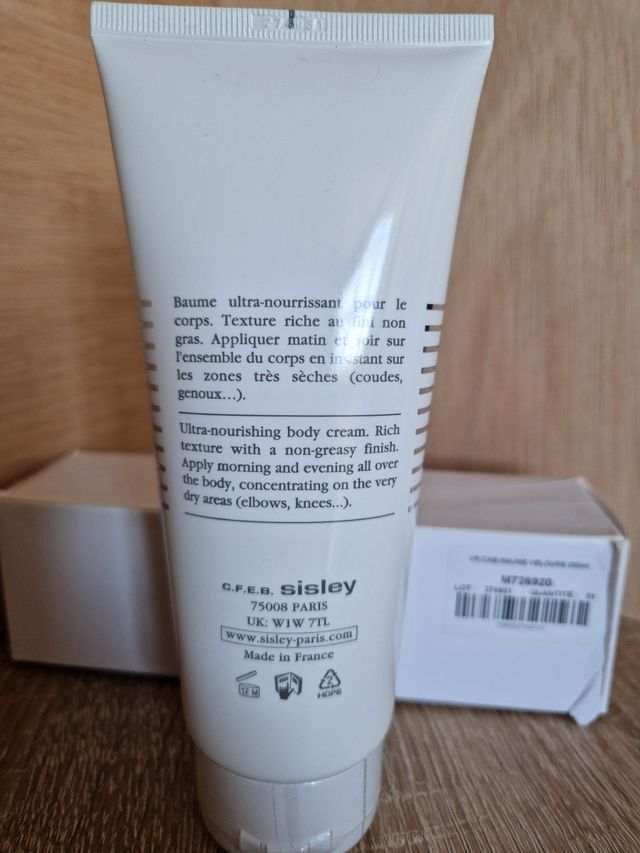 Baume ultra-nourrissant pour le
corps. Texture riche au fini non
gras. Appliquer matin et soir sur
l'ensemble du corps en insistant sur
les zones très sèches (coudes,
genoux...).
Ultra-nourishing body cream. Rich
texture with a non-greasy finish.
Apply morning and evening all over
the body, concentrating on the very
dry areas (elbows, knees...).
C.F.E.B. sisley
75008 PARIS
UK: W1W 7TL
www.sisley-paris.com
Made in France
12 M
HDPE
M726920
LOT:
QUANTITE: